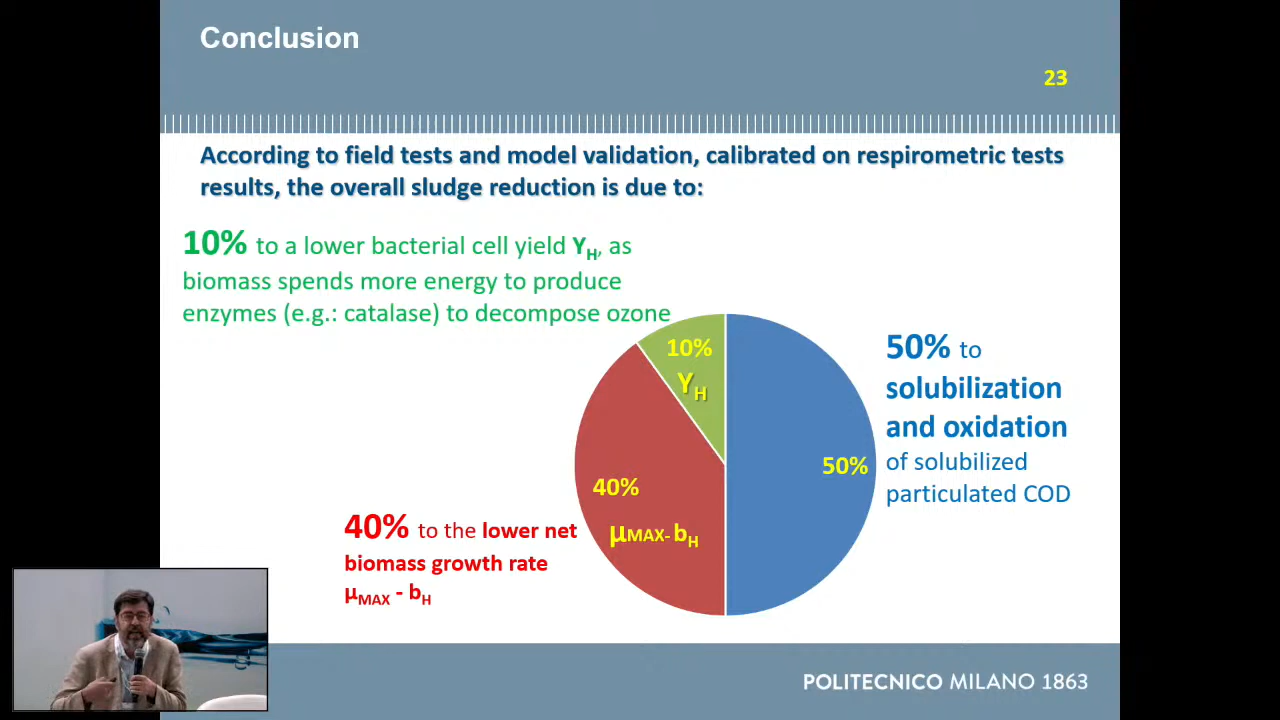 Conclusion
23
According to field tests and model validation, calibrated on respirometric tests
results, the overall sludge reduction is due to:
10% to a lower bacterial cell yield YH, as
biomass spends more energy to produce
enzymes (e.g.: catalase) to decompose ozone
10%
YH
50% to
solubilization
and oxidation
of solubilized
particulated COD
50%
40%
µMAX- bH
40% to the lower net
biomass growth rate
µMAX - bH
POLITECNICO MILANO 1863